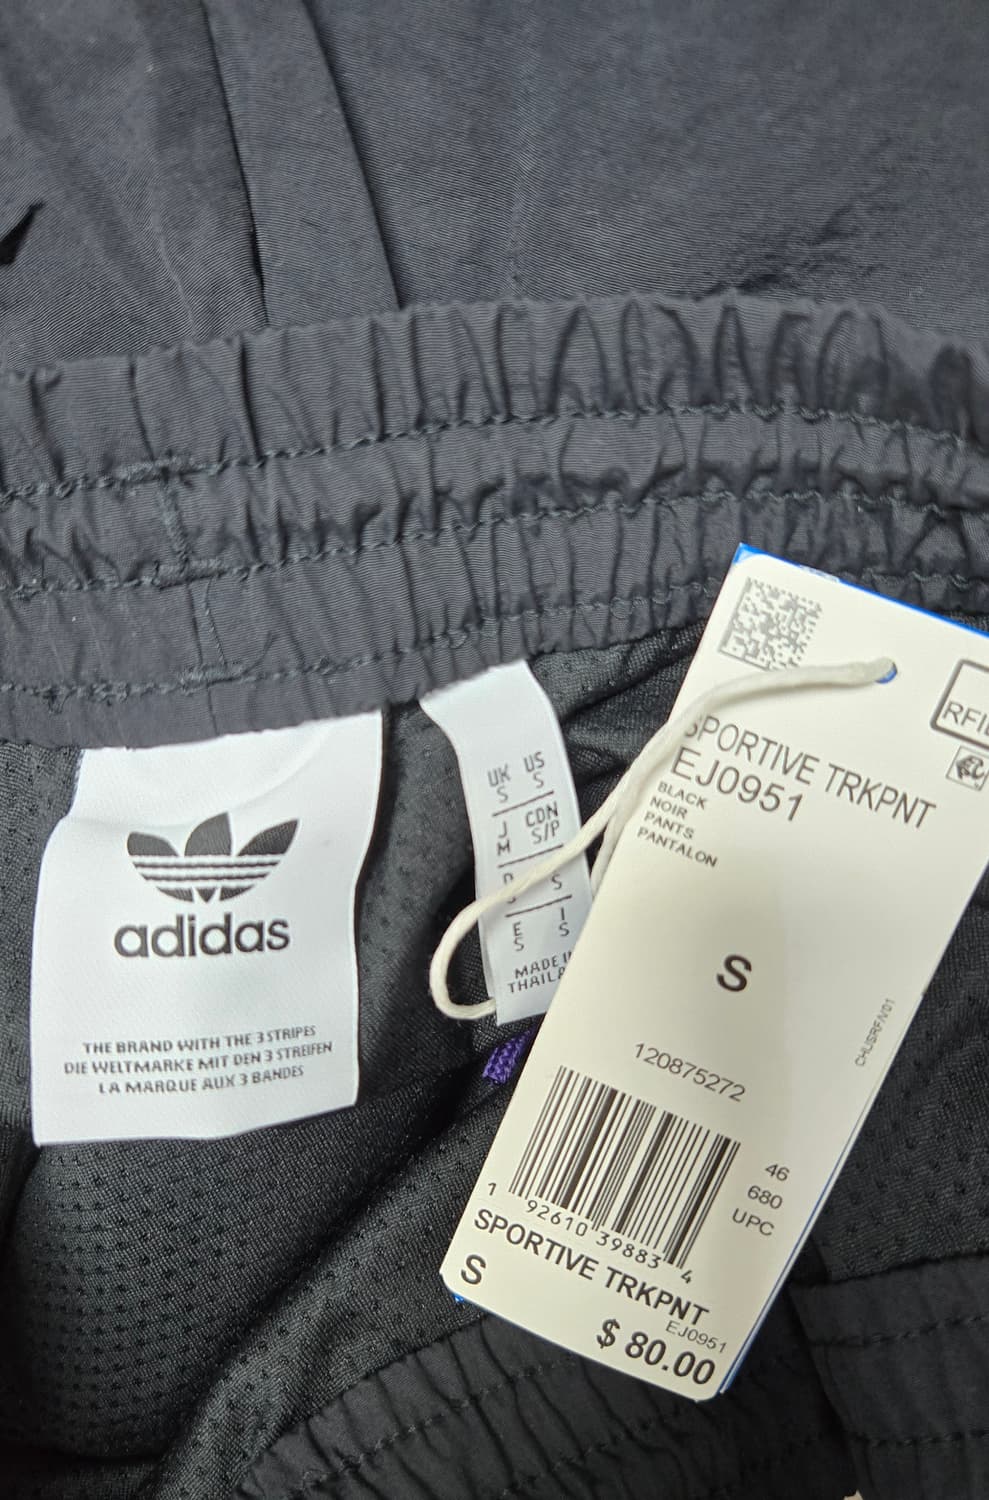 adidas
THE BRAND WITH THE 3 STRIPES
DIE WELTMARKE MIT DEN 3 STREIFEN
LA MARQUE AUX 3 BANDES
UK US
S S
J CDN
M S/P
D
S
E I
S S
MADE
RFID
SPORTIVE TRKPNT
EJ0951
BLACK
NOIR
PANTS
PANTALON
S
CHUSRF/V01
120875272
46
680
UPC
1 92610 39883 4
SPORTIVE TRKPNT
S
EJ0951
$ 80.00